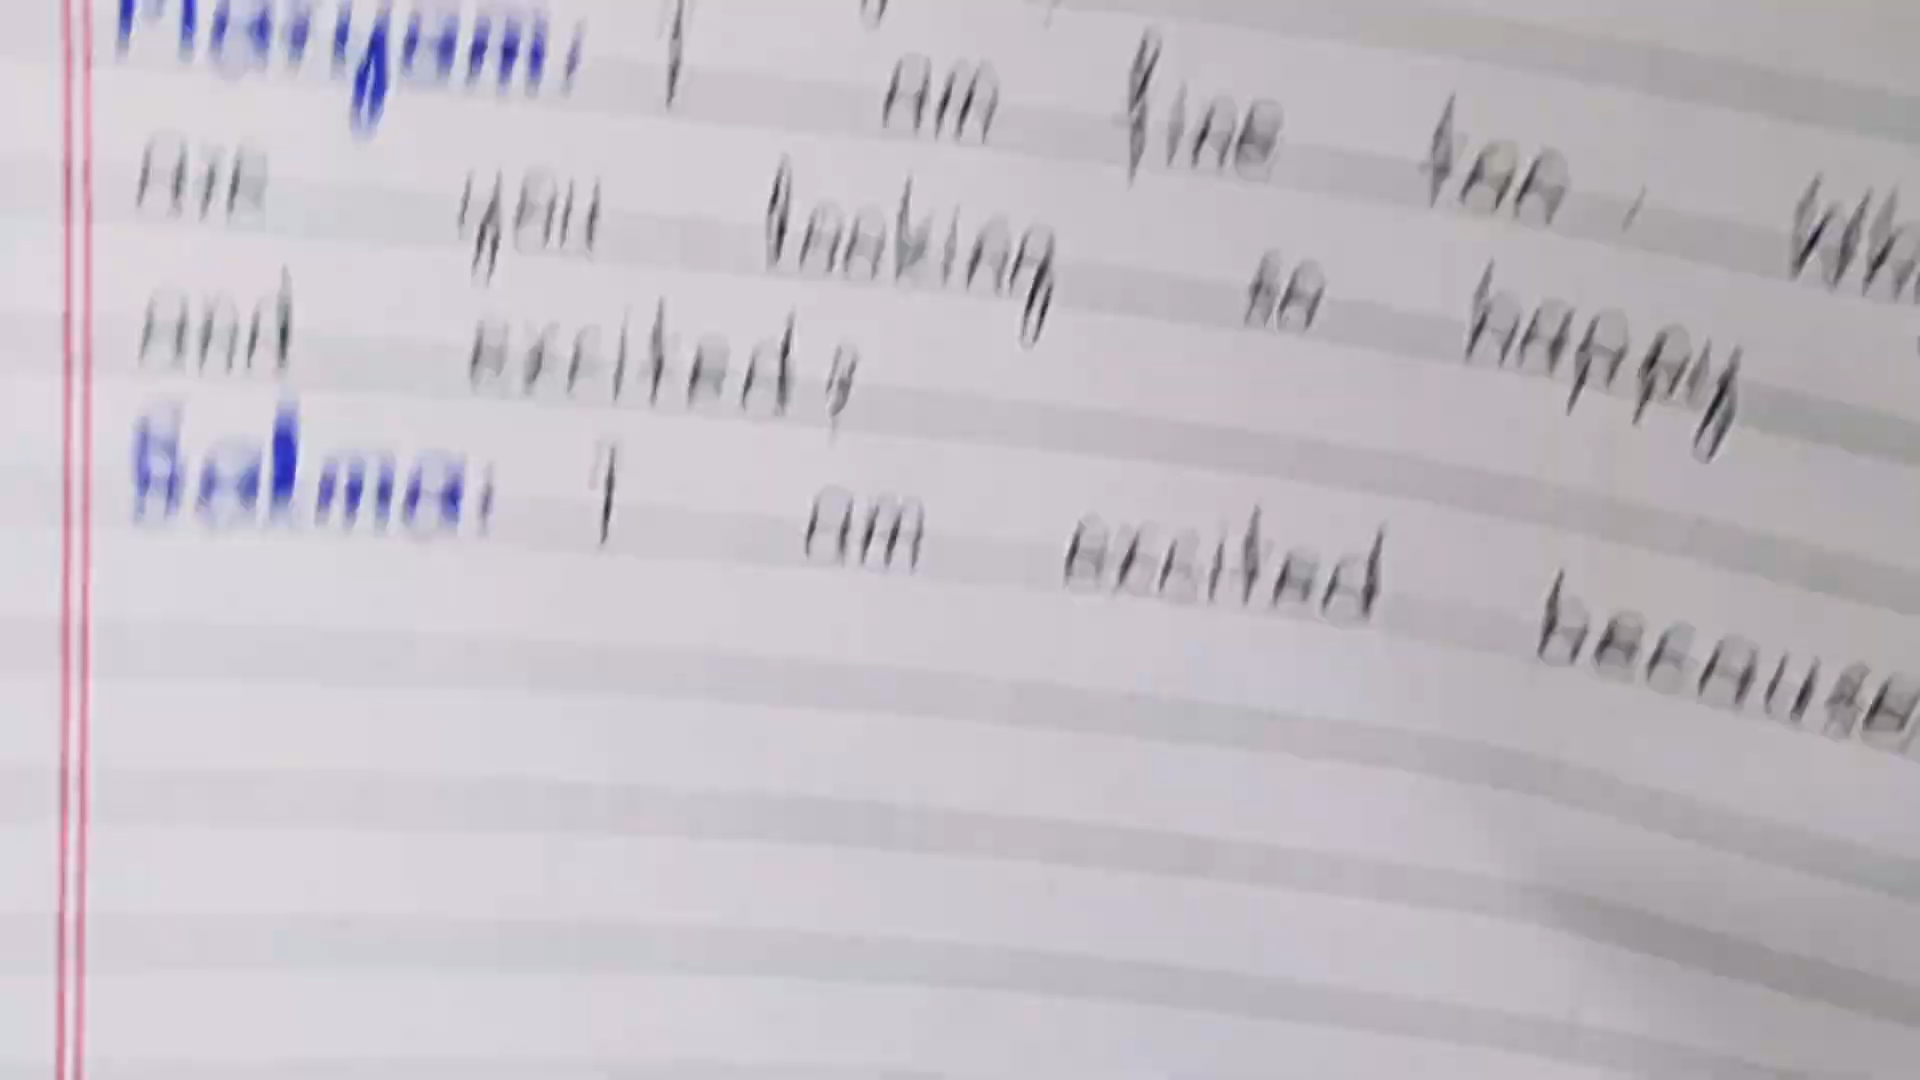 Maryam: I am fine too,
are you looking so happy
and excited?
Salma: I am excited because